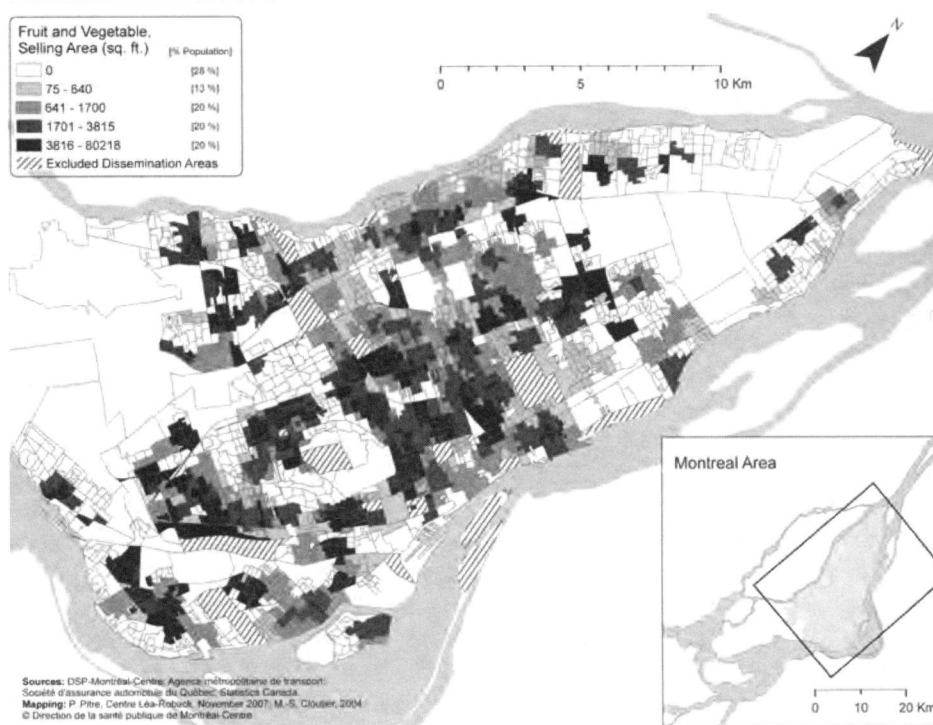 Fruit and Vegetable,
Selling Area (sq. ft.) [% Population]
0 [28 %]
75 - 640 [13 %]
641 - 1700 [20 %]
1701 - 3815 [20 %]
3816 - 80218 [20 %]
Excluded Dissemination Areas
N
0 5 10 Km
Montreal Area
0 10 20 Km
Sources: DSP-Montréal-Centre; Agence métropolitaine de transport;
Société d'assurance automobile du Québec; Statistics Canada.
Mapping: P. Pitre, Centre Léa-Roback, November 2007; M.-S. Cloutier, 2004.
© Direction de la santé publique de Montréal-Centre